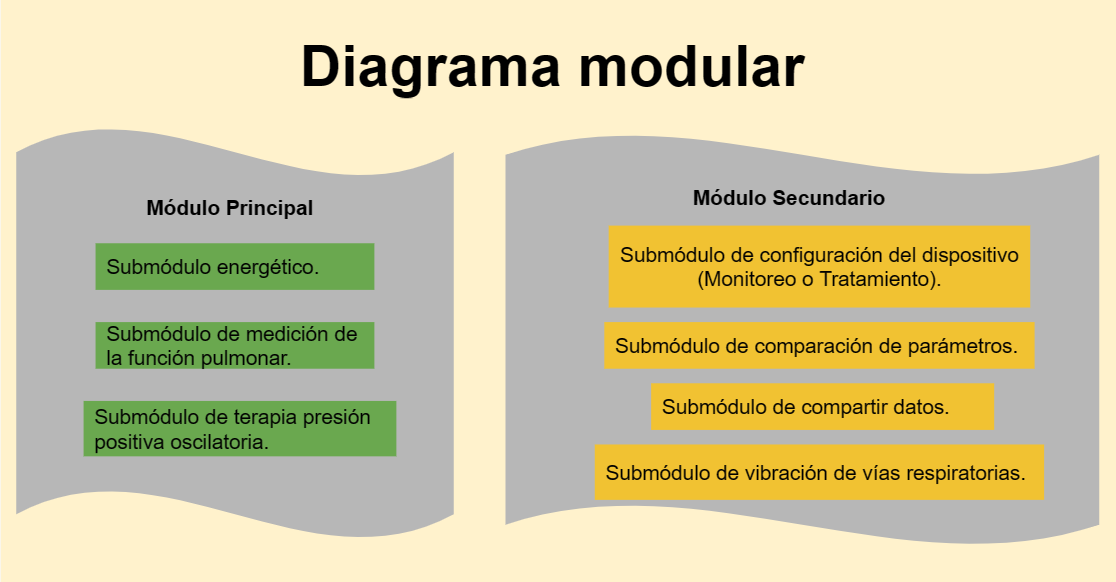 Diagrama modular
Módulo Principal
Submódulo energético.
Submódulo de medición de
la función pulmonar.
Submódulo de terapia presión
positiva oscilatoria.
Módulo Secundario
Submódulo de configuración del dispositivo
(Monitoreo o Tratamiento).
Submódulo de comparación de parámetros.
Submódulo de compartir datos.
Submódulo de vibración de vías respiratorias.